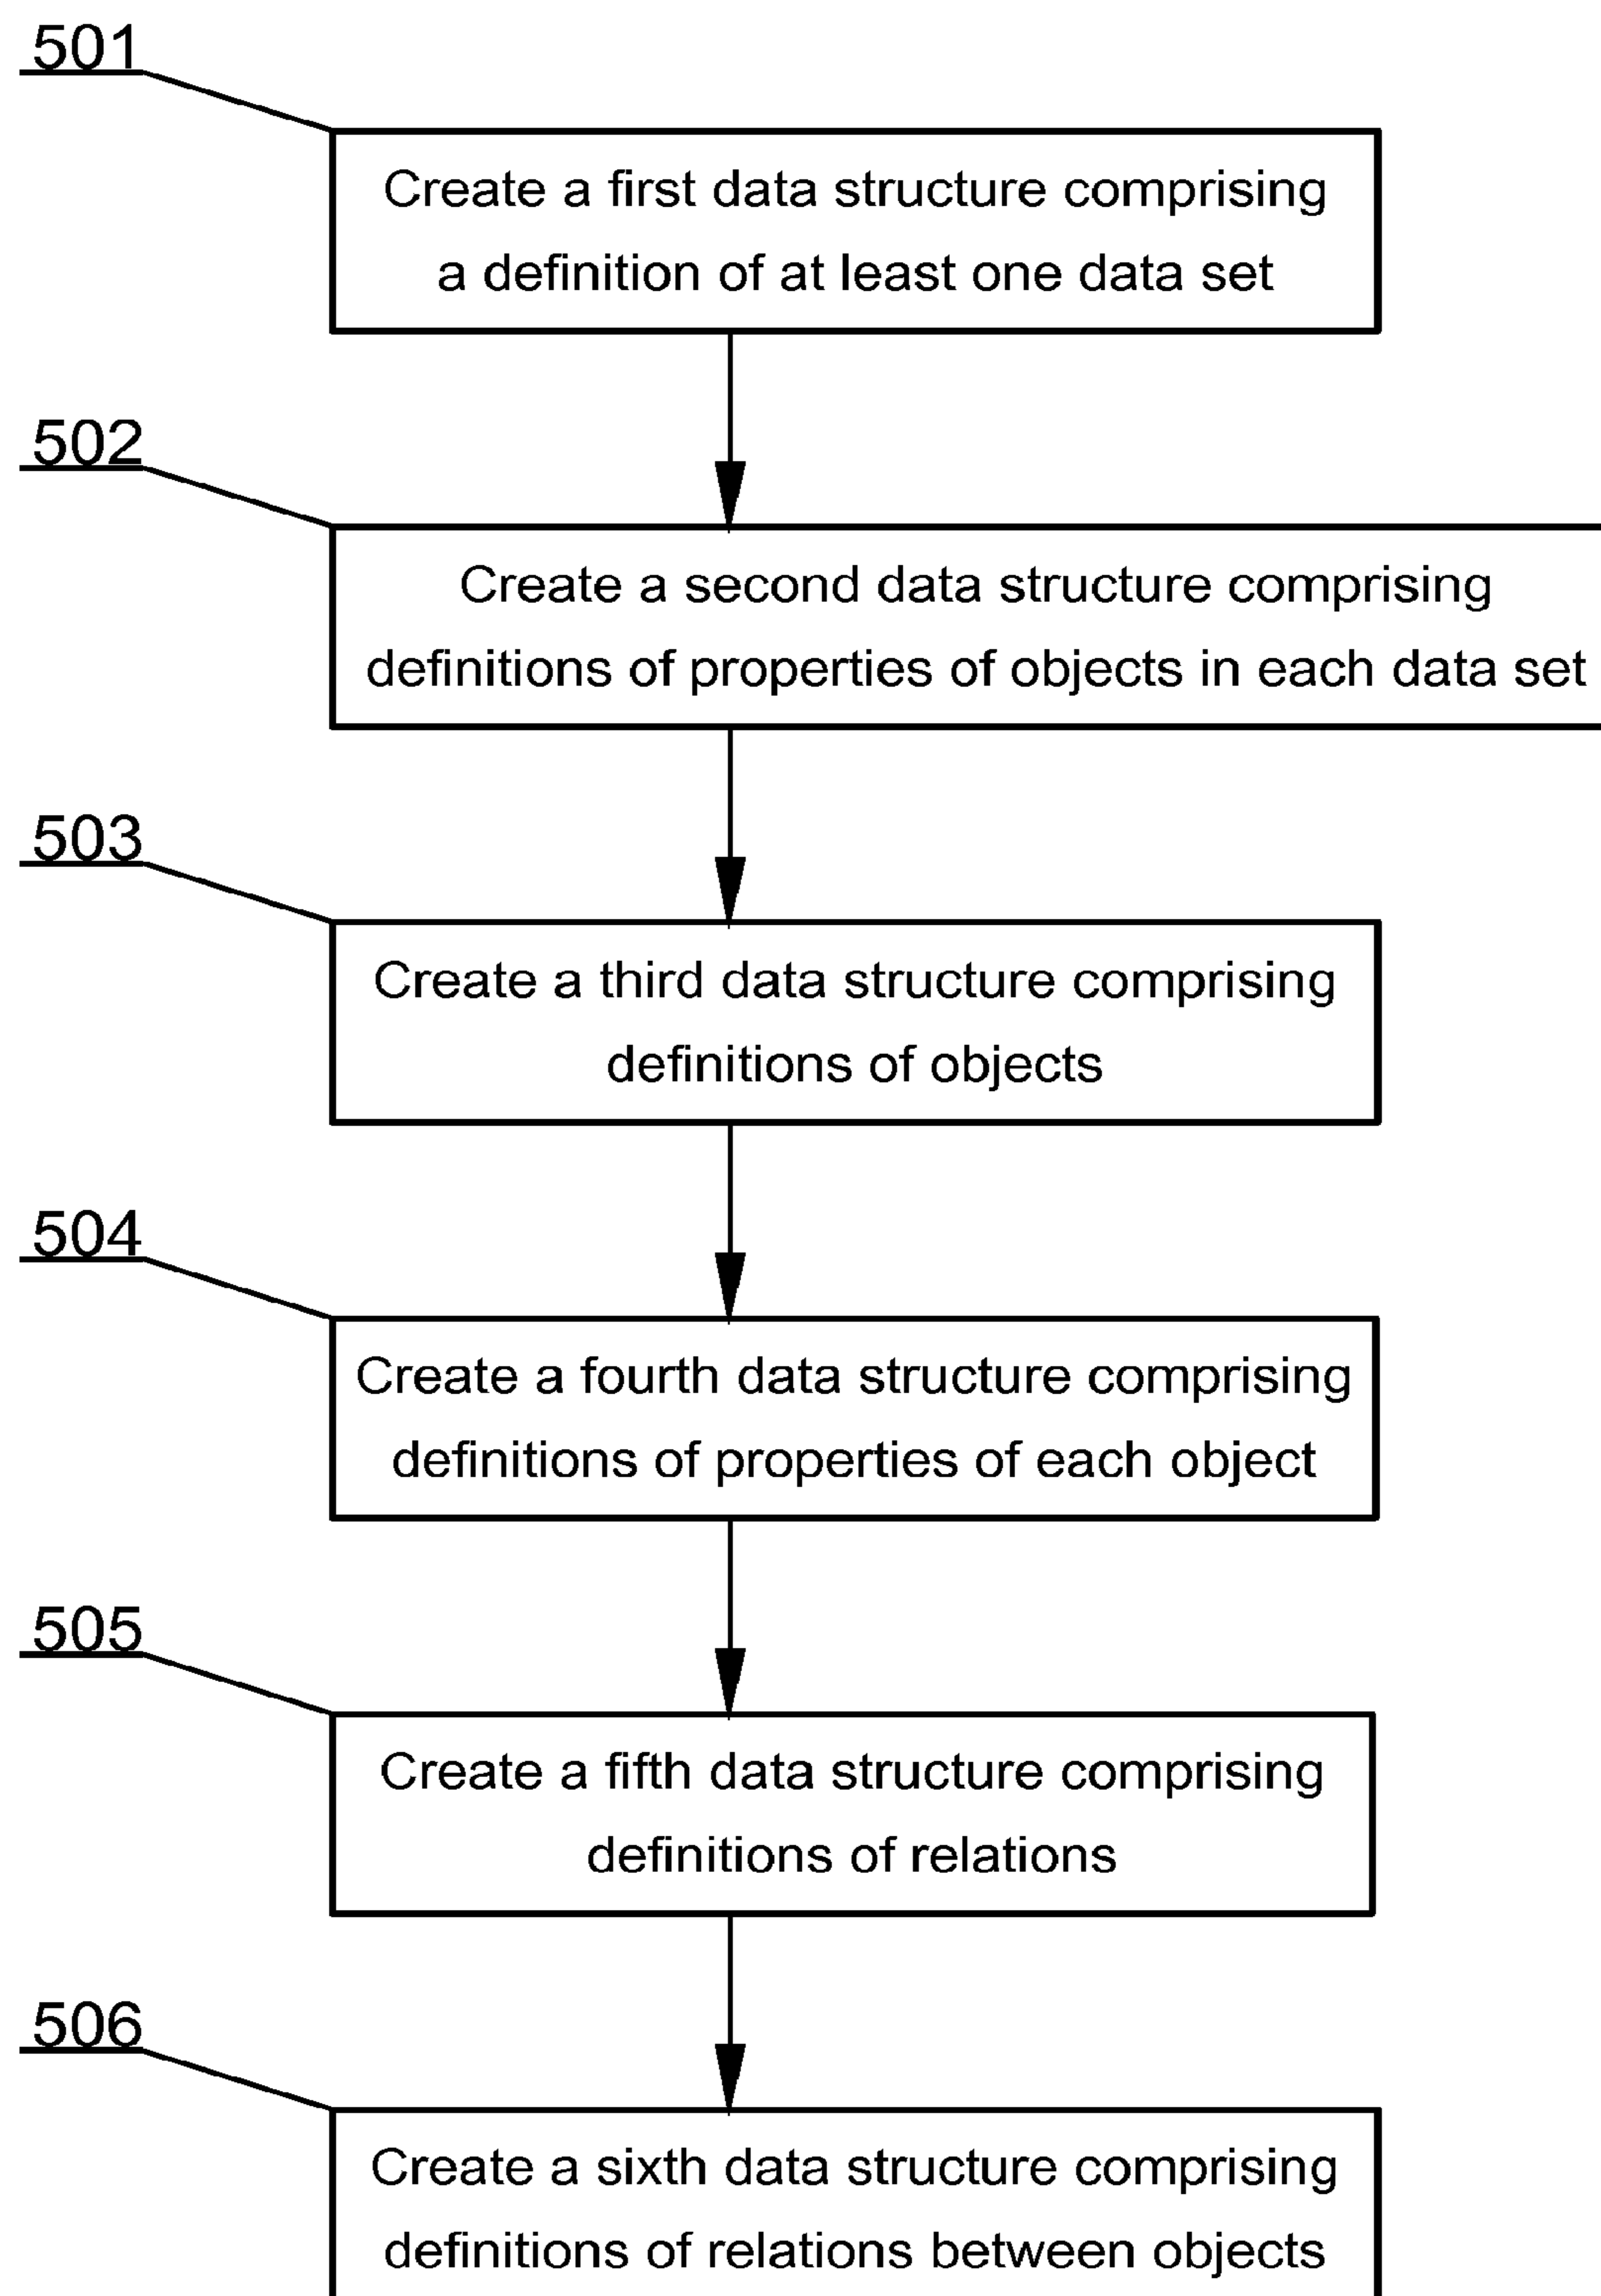 501
Create a first data structure comprising
a definition of at least one data set
502
Create a second data structure comprising
definitions of properties of objects in each data set
503
Create a third data structure comprising
definitions of objects
504
Create a fourth data structure comprising
definitions of properties of each object
505
Create a fifth data structure comprising
definitions of relations
506
Create a sixth data structure comprising
definitions of relations between objects